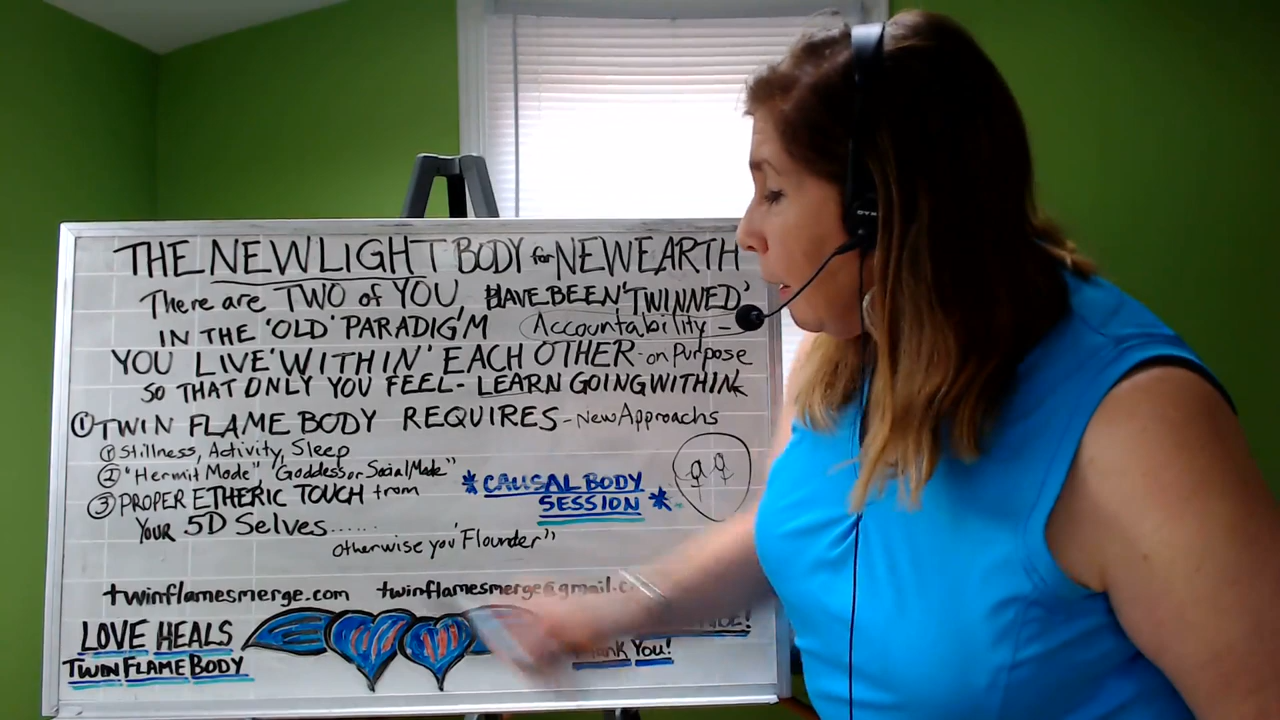 THE NEW LIGHT BODY for NEW EARTH
There are TWO of YOU, HAVE BEEN 'TWINNED'
IN THE 'OLD' PARADIG'M Accountability -
YOU LIVE 'WITHIN' EACH OTHER - on Purpose
SO THAT ONLY YOU FEEL - LEARN GOING WITHIN
① TWIN FLAME BODY REQUIRES - New Approachs
① Stillness, Activity, Sleep
② "Hermit Mode", 'Goddess or Social Mode"
③ PROPER ETHERIC TOUCH from
YOUR 5D Selves......
otherwise you 'Flounder"
*CAUSAL BODY
SESSION *
twinflamesmerge.com twinflamesmerge@gmail.c
LOVE HEALS
TWIN FLAME BODY
You!